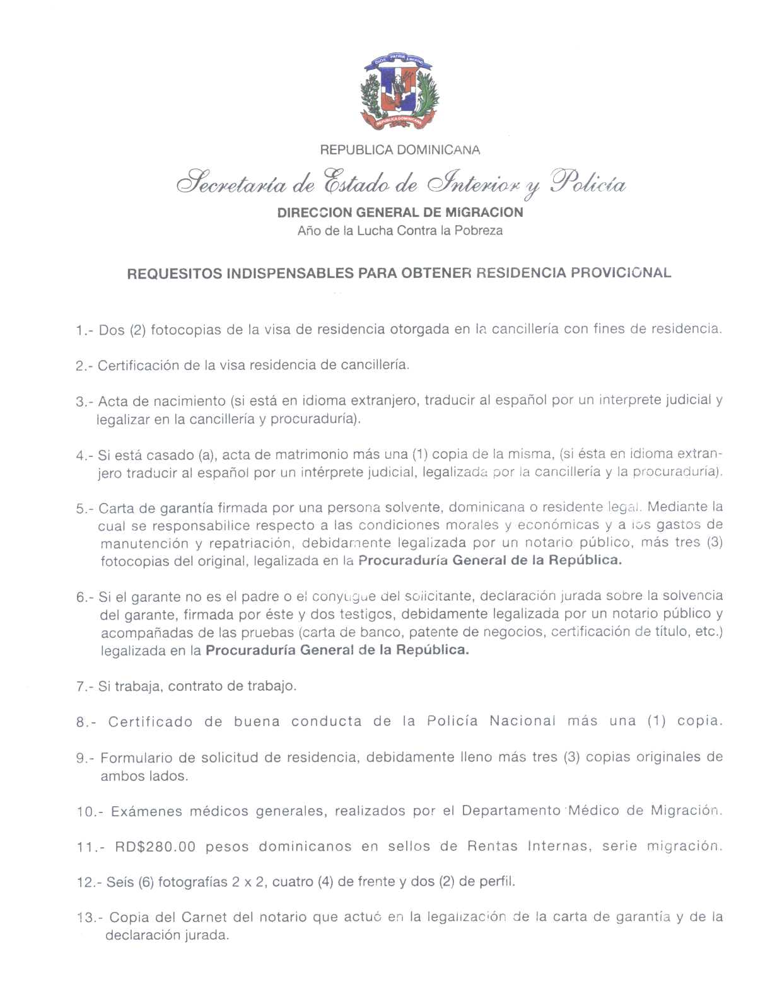 DIOS PATRIA LIBERTAD
REPUBLICA DOMINICANA
REPUBLICA DOMINICANA
Secretaría de Estado de Interior y Policía
DIRECCION GENERAL DE MIGRACION
Año de la Lucha Contra la Pobreza
REQUESITOS INDISPENSABLES PARA OBTENER RESIDENCIA PROVICIONAL
1.- Dos (2) fotocopias de la visa de residencia otorgada en la cancillería con fines de residencia.
2.- Certificación de la visa residencia de cancillería.
3.- Acta de nacimiento (si está en idioma extranjero, traducir al español por un interprete judicial y
legalizar en la cancillería y procuraduría).
4.- Si está casado (a), acta de matrimonio más una (1) copia de la misma, (si ésta en idioma extran-
jero traducir al español por un intérprete judicial, legalizada por la cancillería y la procuraduría).
5.- Carta de garantía firmada por una persona solvente, dominicana o residente legal. Mediante la
cual se responsabilice respecto a las condiciones morales y económicas y a los gastos de
manutención y repatriación, debidamente legalizada por un notario público, más tres (3)
fotocopias del original, legalizada en la Procuraduría General de la República.
6.- Si el garante no es el padre o el conyugue del solicitante, declaración jurada sobre la solvencia
del garante, firmada por éste y dos testigos, debidamente legalizada por un notario público y
acompañadas de las pruebas (carta de banco, patente de negocios, certificación de título, etc.)
legalizada en la Procuraduría General de la República.
7.- Si trabaja, contrato de trabajo.
8.- Certificado de buena conducta de la Policía Nacional más una (1) copia.
9.- Formulario de solicitud de residencia, debidamente lleno más tres (3) copias originales de
ambos lados.
10.- Exámenes médicos generales, realizados por el Departamento Médico de Migración.
11.- RD$280.00 pesos dominicanos en sellos de Rentas Internas, serie migración.
12.- Seís (6) fotografías 2 x 2, cuatro (4) de frente y dos (2) de perfil.
13.- Copia del Carnet del notario que actuó en la legalización de la carta de garantía y de la
declaración jurada.